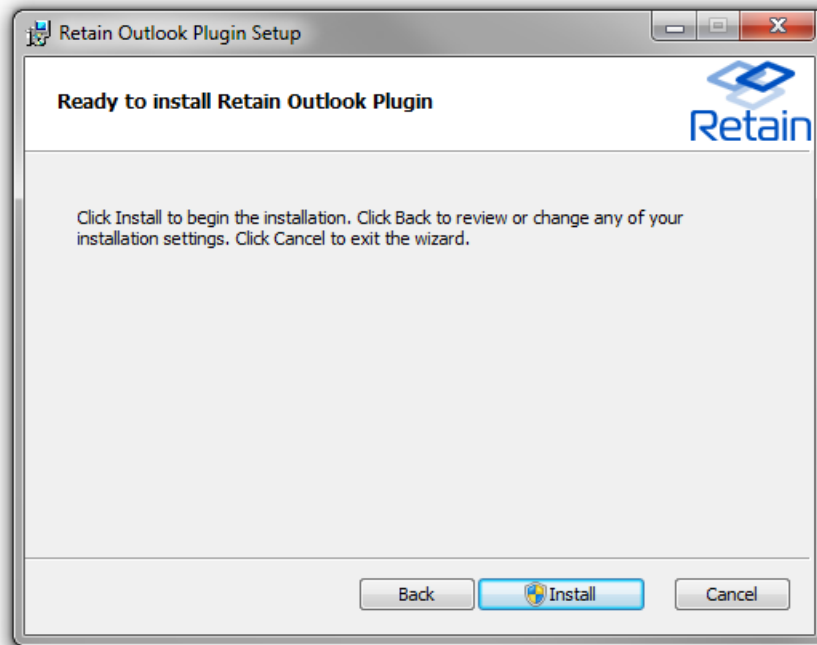 Retain Outlook Plugin Setup
Ready to install Retain Outlook Plugin
Retain
Click Install to begin the installation. Click Back to review or change any of your
installation settings. Click Cancel to exit the wizard.
Back
Install
Cancel